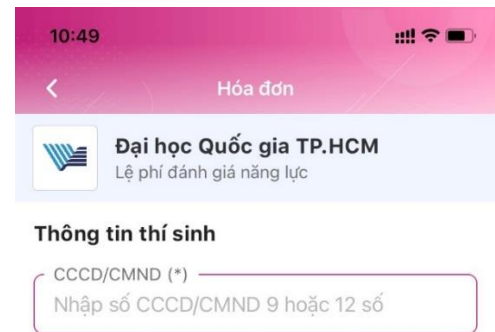 10:49
Hóa đơn
Đại học Quốc gia TP.HCM
Lệ phí đánh giá năng lực
Thông tin thí sinh
CCCD/CMND (*)
Nhập số CCCD/CMND 9 hoặc 12 số